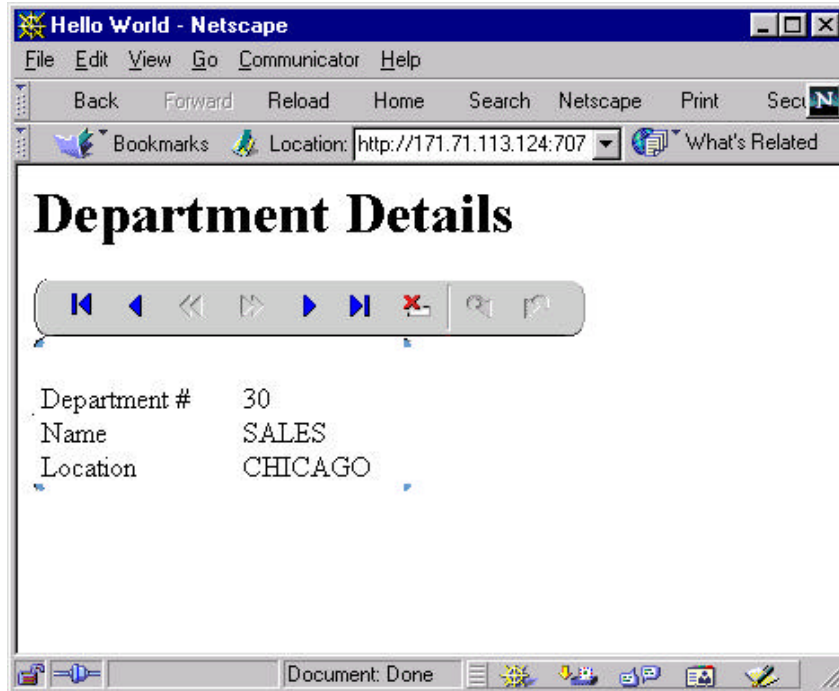 Hello World - Netscape
File Edit View Go Communicator Help
Back Forward Reload Home Search Netscape Print Secu N
Bookmarks Location: http://171.71.113.124:707 What's Related
Department Details
Department # 30
Name SALES
Location CHICAGO
Document: Done